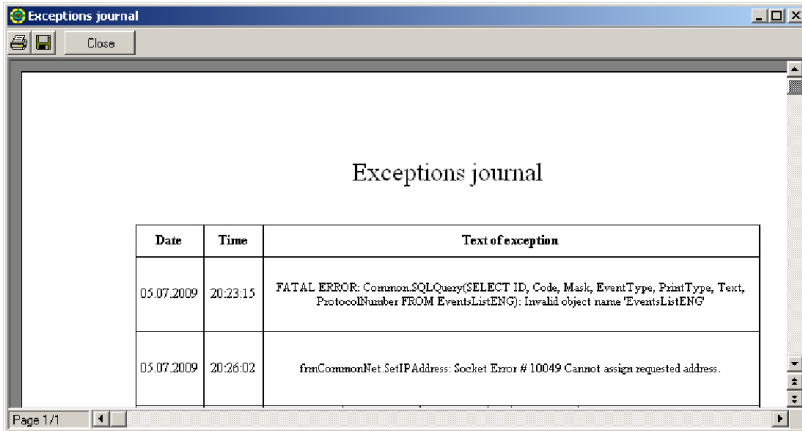 Exceptions journal
Close
Exceptions journal
Date Time Text of exception
05.07.2009 20:23:15 FATAL ERROR: Common.SQLQuery(SELECT ID, Code, Mask, EventType, PrintType, Text,
ProtocolNumber FROM EventsListENG): Invalid object name 'EventsListENG'
05.07.2009 20:26:02 frmCommonNet.SetIPAddress: Socket Error # 10049 Cannot assign requested address.
Page 1/1